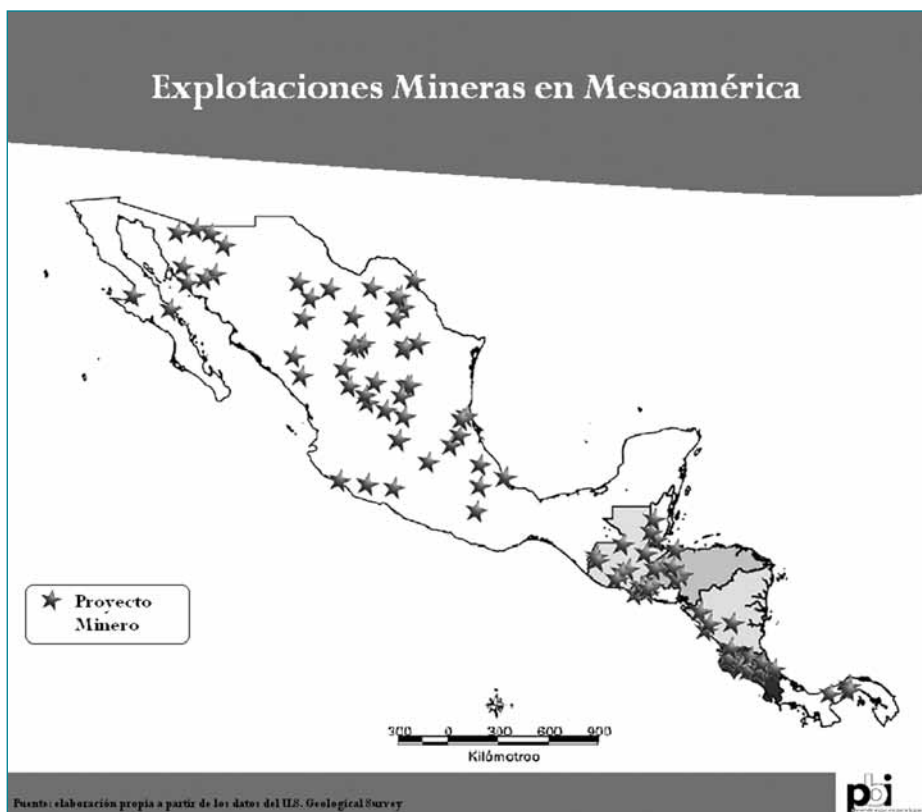 Explotaciones Mineras en Mesoamérica
Proyecto
Minero
300 0 300 600 900
Kilómetros
Fuente: elaboración propia a partir de los datos del U.S. Geological Survey
pbi